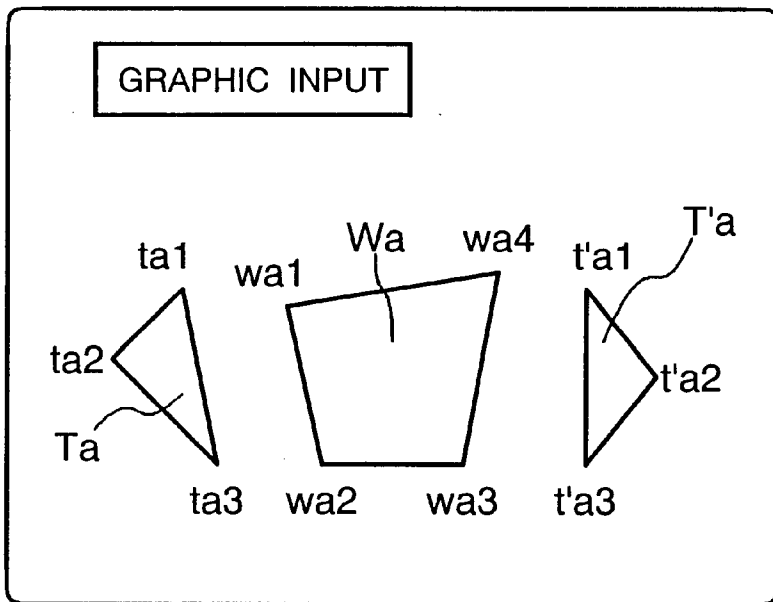 GRAPHIC INPUT
T'a
Wa
wa4
ta1
wa1
t'a1
ta2
t'a2
Ta
ta3
wa2
wa3
t'a3